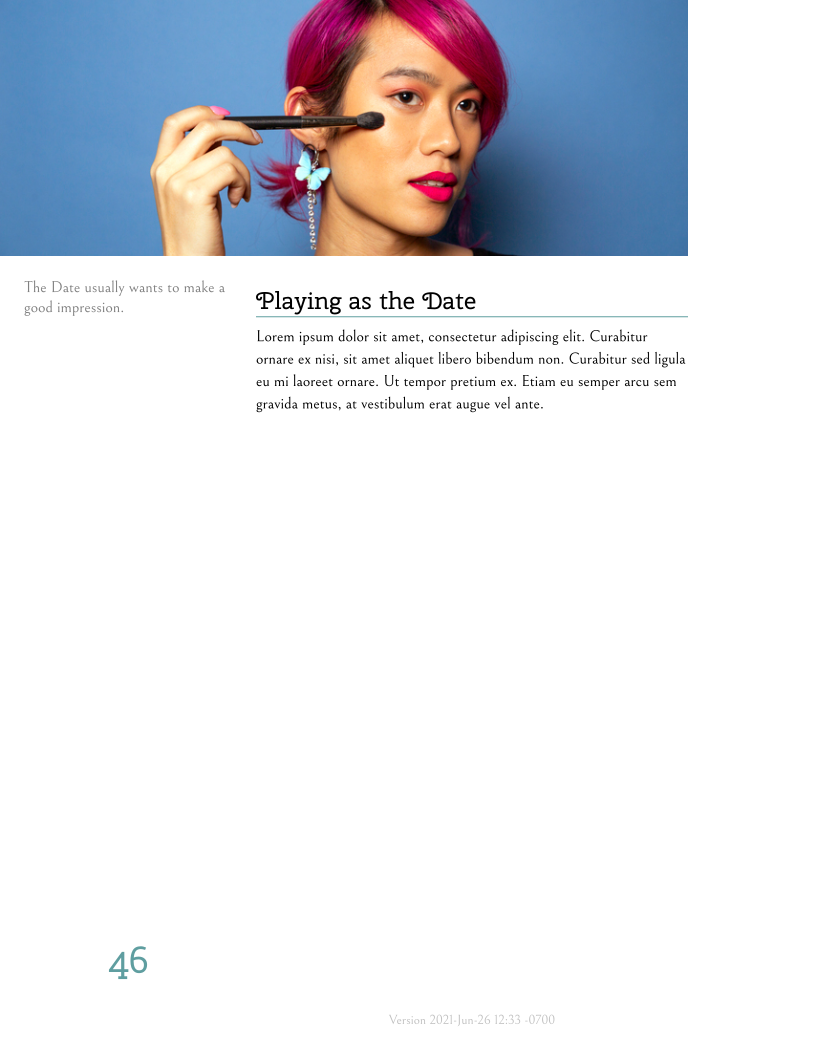 The Date usually wants to make a
good impression.
Playing as the Date
Lorem ipsum dolor sit amet, consectetur adipiscing elit. Curabitur
ornare ex nisi, sit amet aliquet libero bibendum non. Curabitur sed ligula
eu mi laoreet ornare. Ut tempor pretium ex. Etiam eu semper arcu sem
gravida metus, at vestibulum erat augue vel ante.
46
Version 2021-Jun-26 12:33 -0700